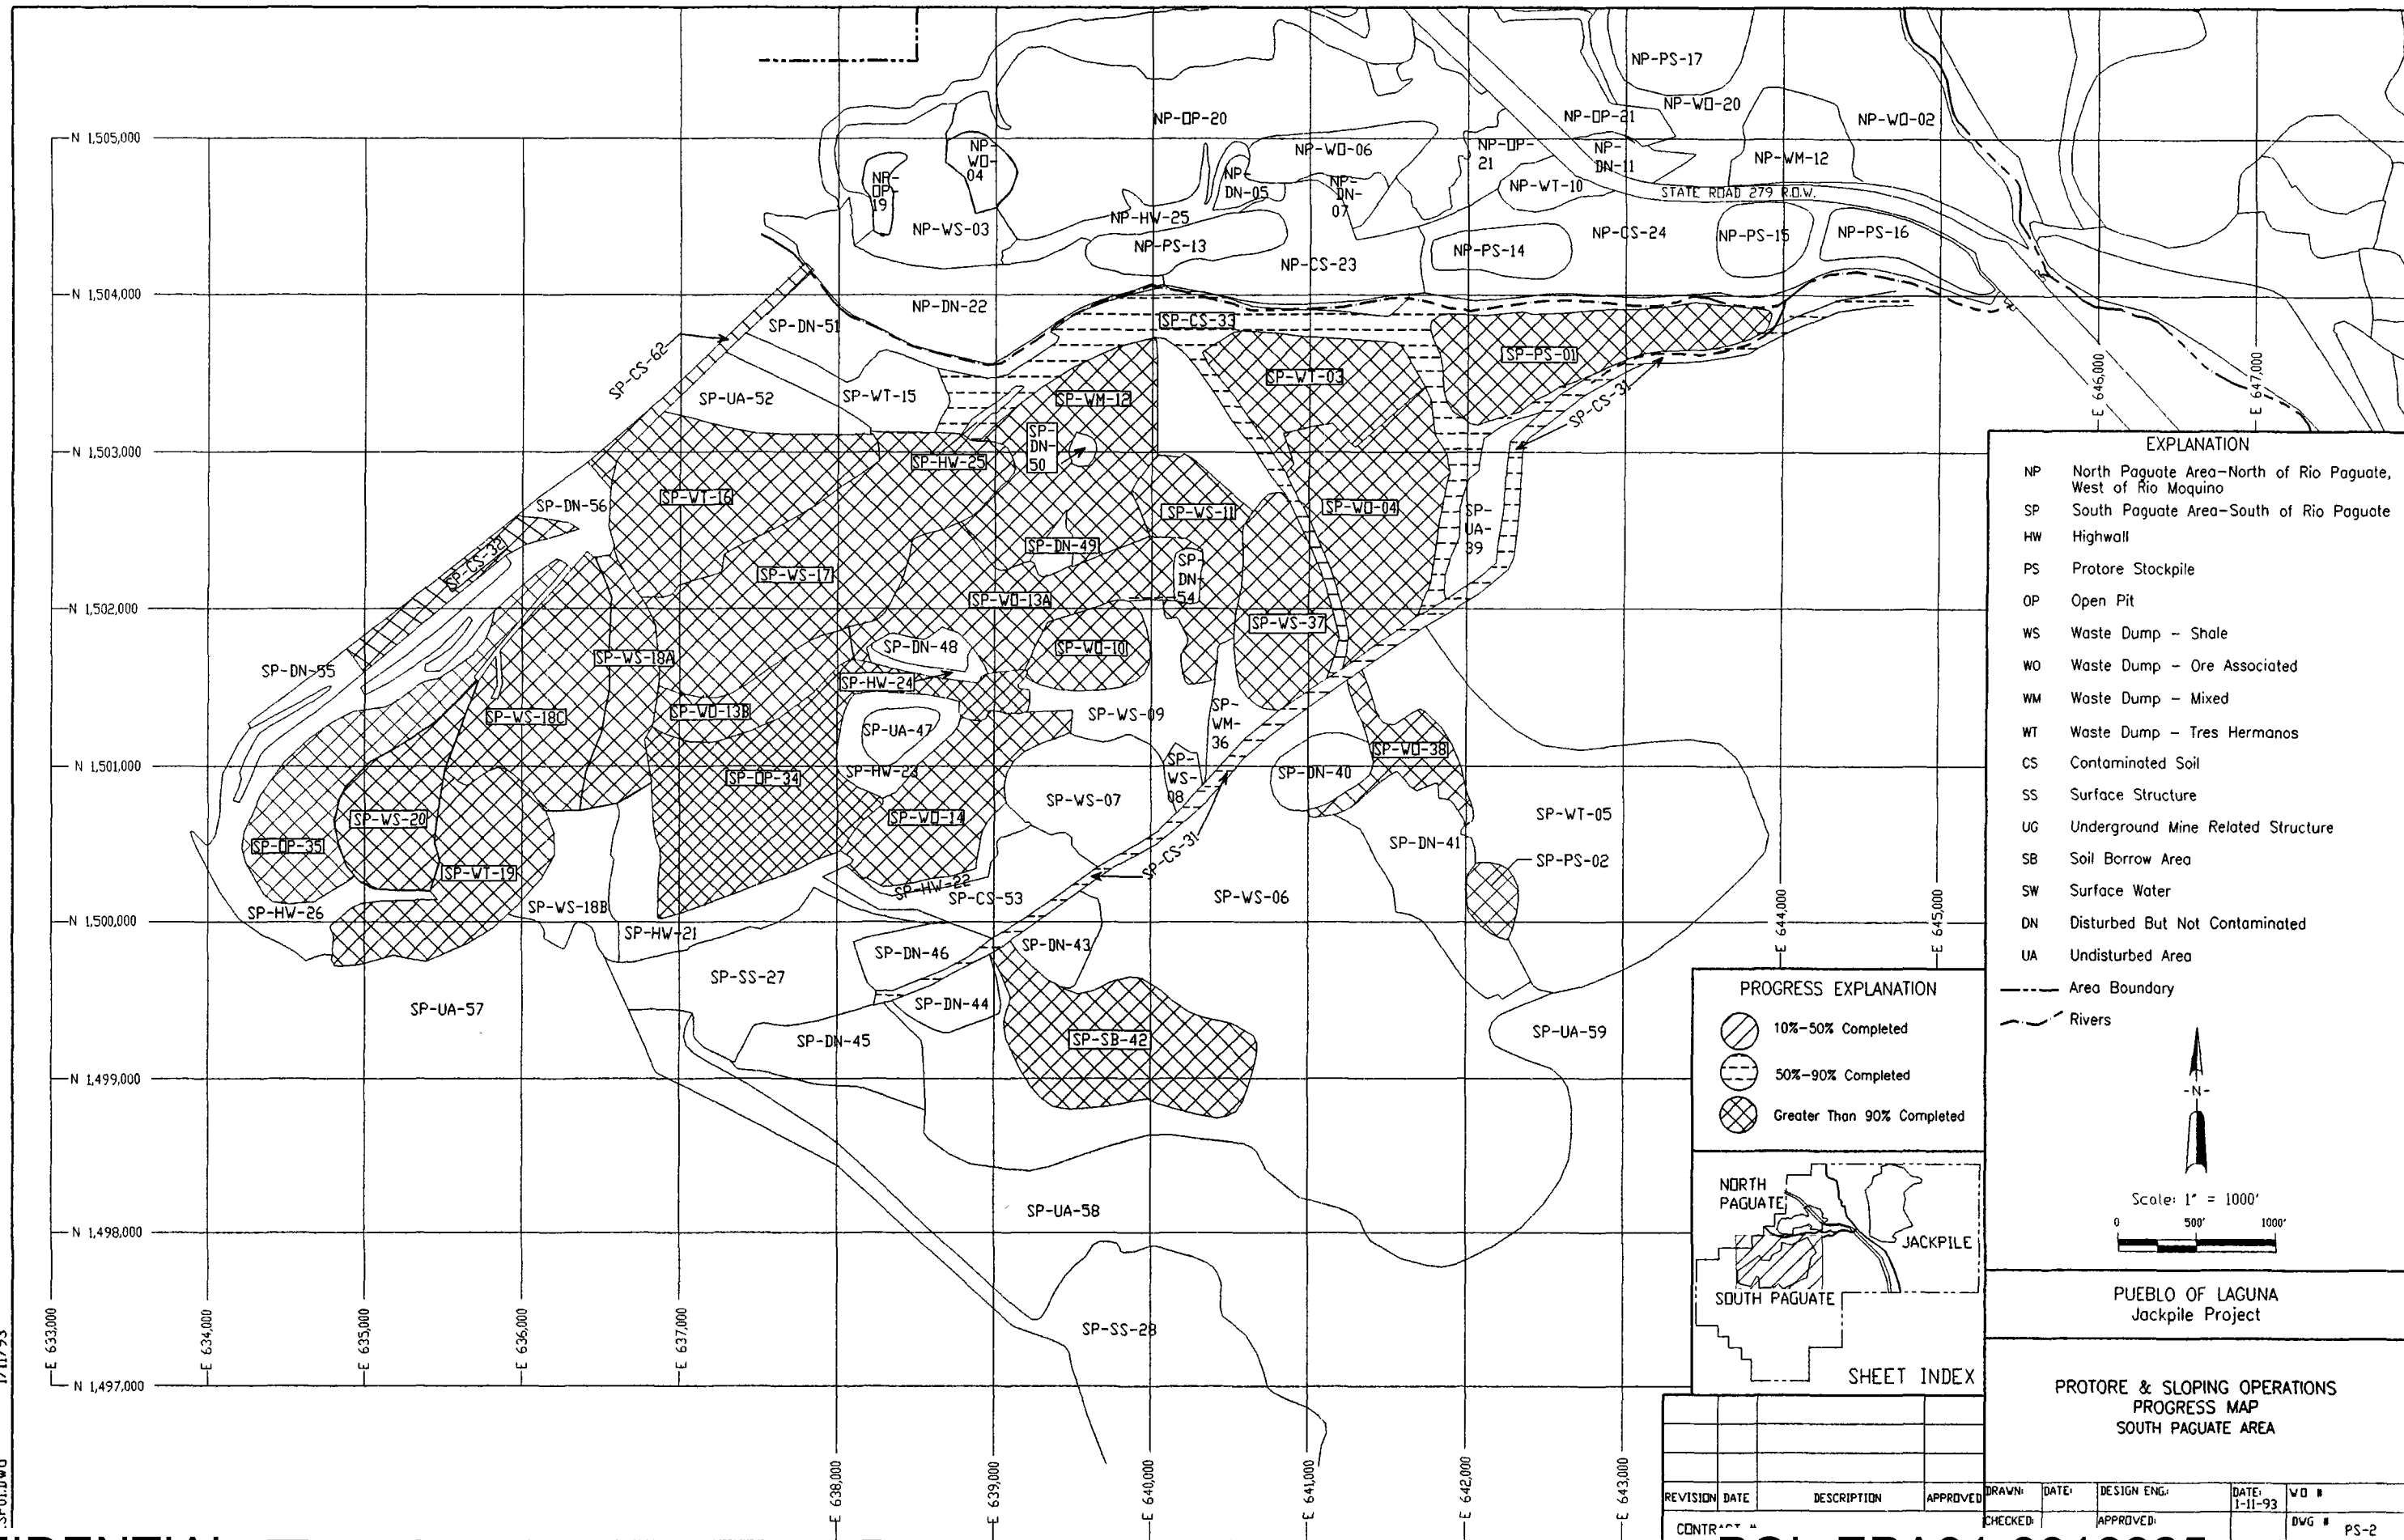 NP-PS-17
NP-WO-20
NP-OP-20
NP-OP-21
NP-WO-02
N 1,505,000
NP-
WO-
04
NP-WO-06
NP-OP-
21
NP-
DN-11
NP-WM-12
NP-
OP-
19
NP-
DN-05
NP-
DN-
07
NP-WT-10
STATE ROAD 279 R.O.W.
NP-WS-03
NP-HW-25
NP-PS-13
NP-CS-23
NP-PS-14
NP-CS-24
NP-PS-15
NP-PS-16
N 1,504,000
NP-DN-22
SP-DN-51
SP-CS-33
SP-CS-62
SP-PS-01
SP-WT-03
SP-UA-52
SP-WT-15
SP-WM-12
SP-CS-31
E 646,000
E 647,000
N 1,503,000
SP-
DN-
50
SP-HW-25
SP-WT-16
SP-DN-56
SP-WS-11
SP-WO-04
SP-
UA-
39
SP-CS-32
SP-DN-49
SP-WS-17
SP-
DN-
54
SP-WO-13A
N 1,502,000
SP-WS-37
SP-DN-55
SP-WS-18A
SP-DN-48
SP-WO-10
SP-HW-24
SP-WS-18C
SP-WO-13B
SP-UA-47
SP-WS-09
SP-
WM-
36
SP-WO-38
N 1,501,000
SP-OP-34
SP-HW-23
SP-
WS-
08
SP-DN-40
SP-WS-07
SP-WT-05
SP-WS-20
SP-WO-14
SP-OP-35
SP-DN-41
SP-PS-02
SP-WT-19
SP-CS-31
SP-HW-22
SP-CS-53
SP-WS-06
SP-HW-26
SP-WS-18B
N 1,500,000
E 644,000
E 645,000
SP-HW-21
SP-DN-46
SP-DN-43
SP-SS-27
SP-UA-57
SP-DN-44
SP-DN-45
SP-SB-42
SP-UA-59
N 1,499,000
SP-UA-58
N 1,498,000
SP-SS-28
N 1,497,000
E 633,000
E 634,000
E 635,000
E 636,000
E 637,000
E 638,000
E 639,000
E 640,000
E 641,000
E 642,000
E 643,000
EXPLANATION
NP North Paguate Area-North of Rio Paguate,
West of Rio Moquino
SP South Paguate Area-South of Rio Paguate
HW Highwall
PS Protore Stockpile
OP Open Pit
WS Waste Dump - Shale
WO Waste Dump - Ore Associated
WM Waste Dump - Mixed
WT Waste Dump - Tres Hermanos
CS Contaminated Soil
SS Surface Structure
UG Underground Mine Related Structure
SB Soil Borrow Area
SW Surface Water
DN Disturbed But Not Contaminated
UA Undisturbed Area
Area Boundary
Rivers
-N-
Scale: 1" = 1000'
0 500' 1000'
PROGRESS EXPLANATION
10%-50% Completed
50%-90% Completed
Greater Than 90% Completed
NORTH
PAGUATE
JACKPILE
SOUTH PAGUATE
SHEET INDEX
PUEBLO OF LAGUNA
Jackpile Project
PROTORE & SLOPING OPERATIONS
PROGRESS MAP
SOUTH PAGUATE AREA
REVISION DATE DESCRIPTION APPROVED
DRAWN: DATE: DESIGN ENG.: DATE: 1-11-93 WO #
CHECKED: APPROVED: DWG # PS-2